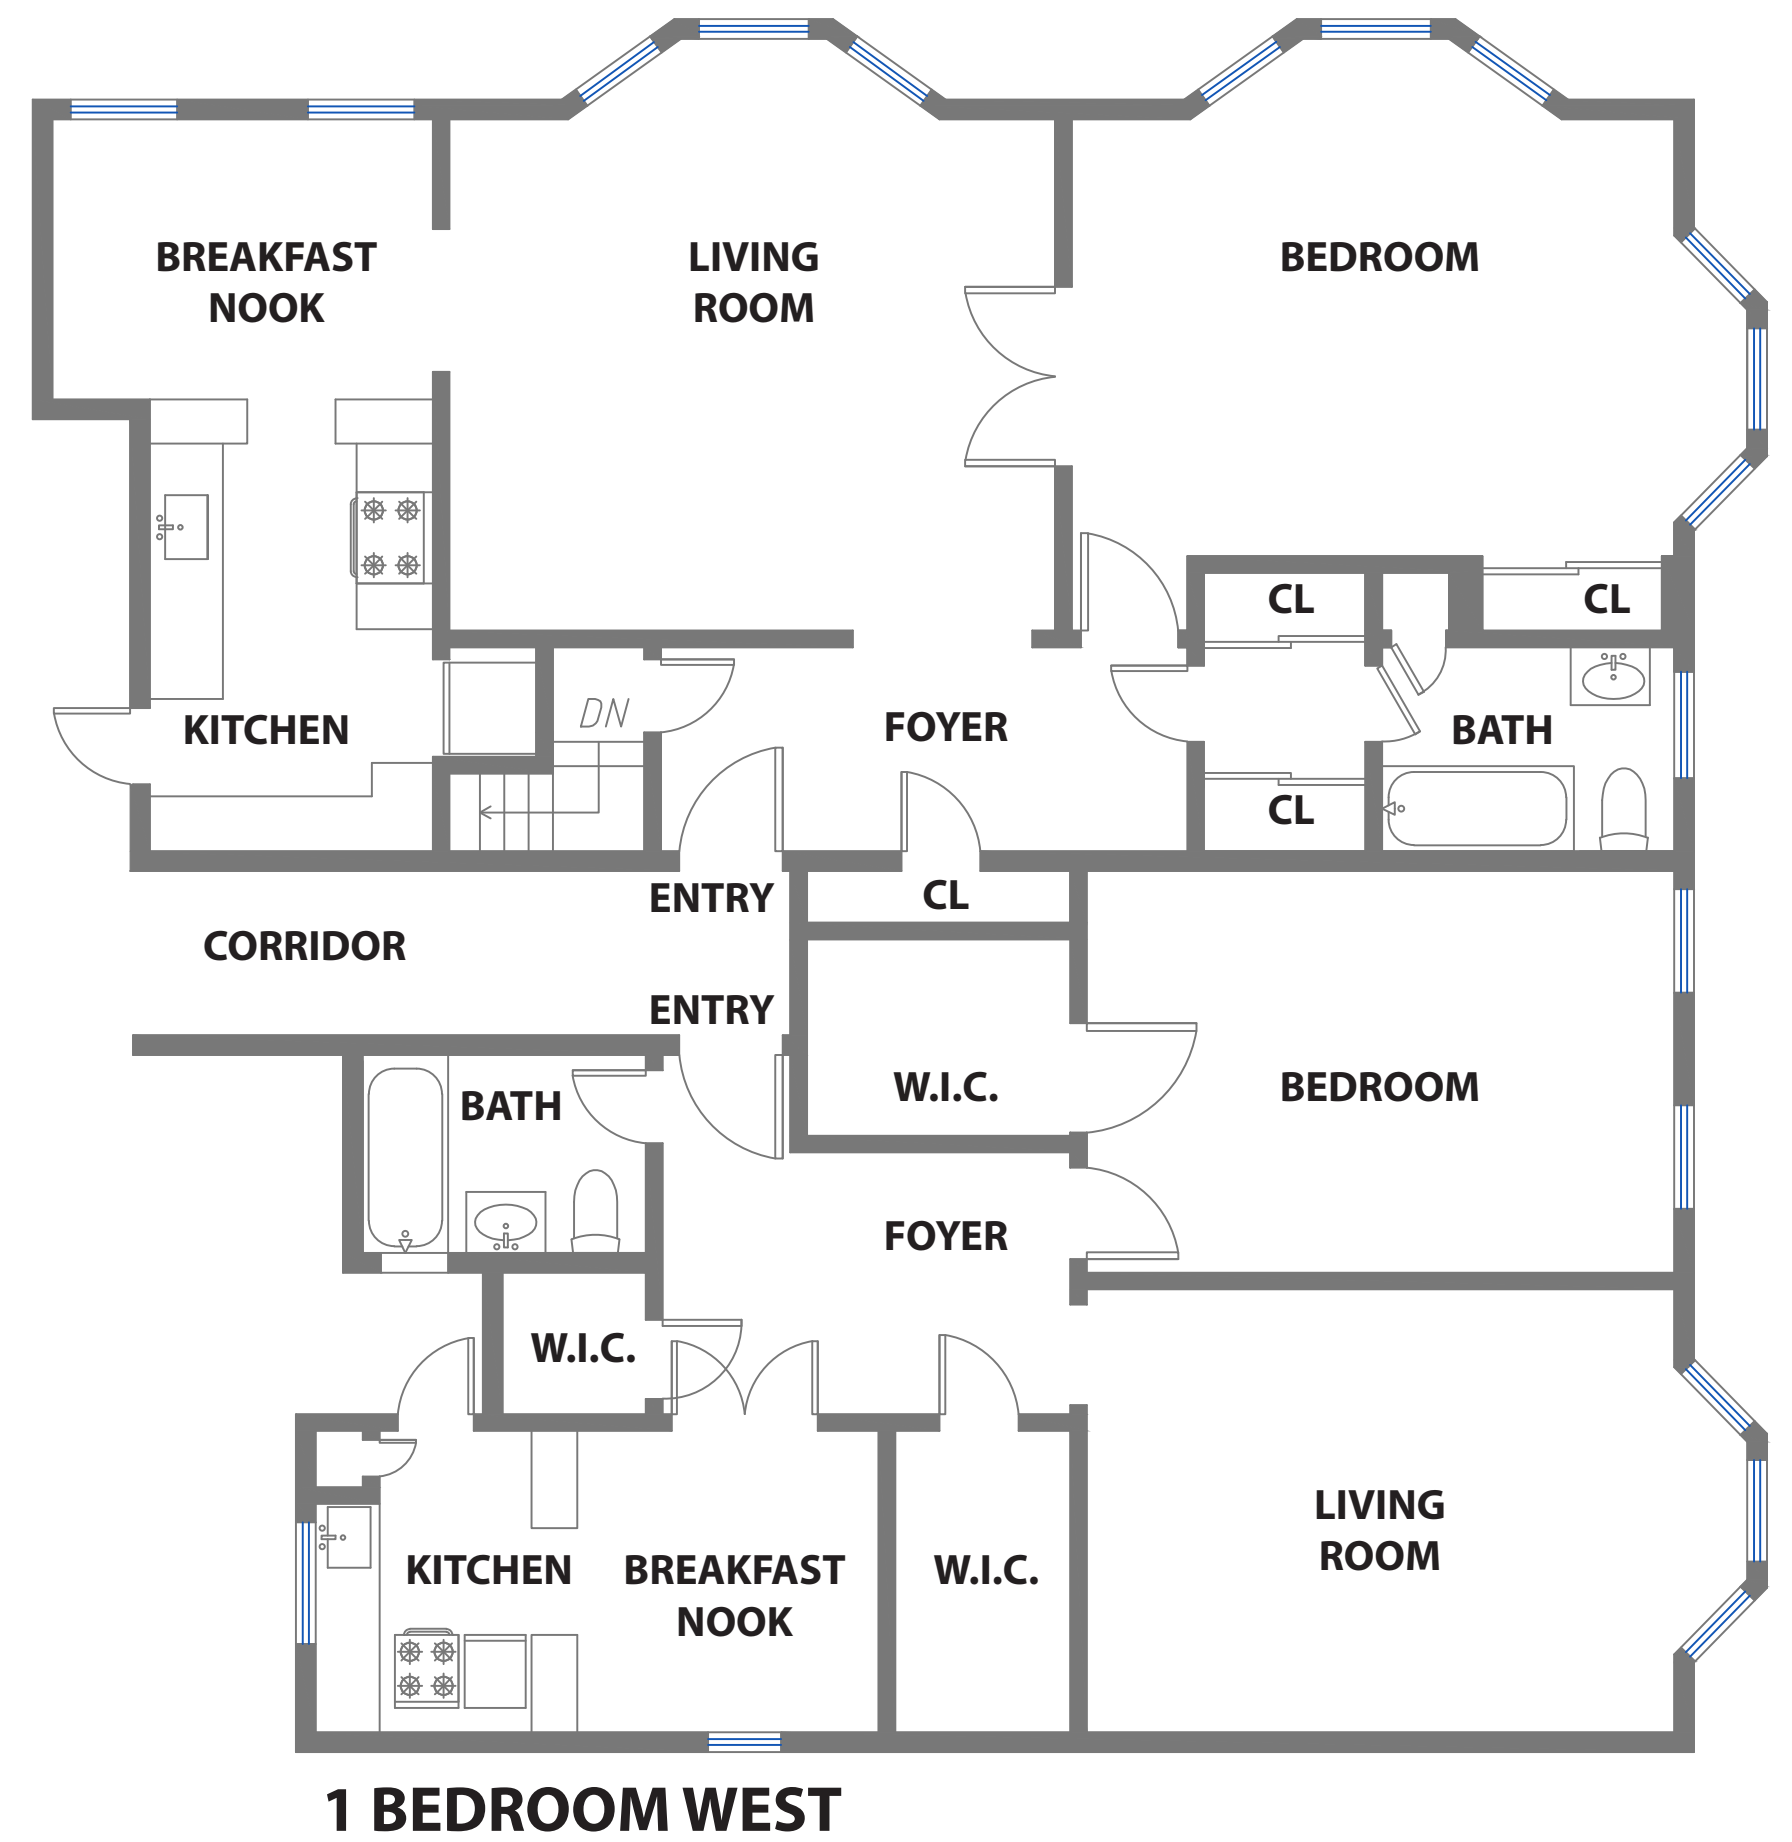 BREAKFAST
NOOK
LIVING
ROOM
BEDROOM
CL
CL
KITCHEN
DN
FOYER
BATH
CL
ENTRY
CL
CORRIDOR
ENTRY
W.I.C.
BEDROOM
BATH
FOYER
W.I.C.
LIVING
ROOM
KITCHEN
BREAKFAST
NOOK
W.I.C.
1 BEDROOM WEST